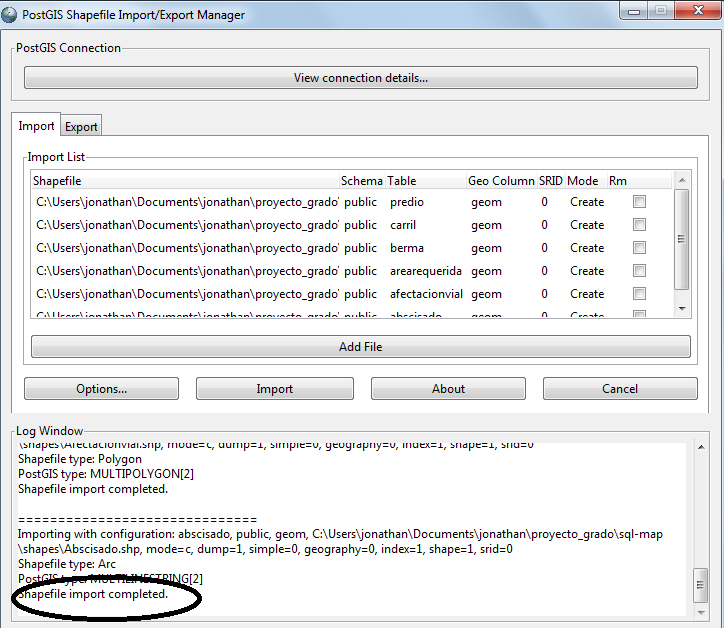 PostGIS Shapefile Import/Export Manager
PostGIS Connection
View connection details...
Import Export
Import List
Shapefile Schema Table Geo Column SRID Mode Rm
C:\Users\jonathan\Documents\jonathan\proyecto_grado\ public predio geom 0 Create
C:\Users\jonathan\Documents\jonathan\proyecto_grado\ public carril geom 0 Create
C:\Users\jonathan\Documents\jonathan\proyecto_grado\ public berma geom 0 Create
C:\Users\jonathan\Documents\jonathan\proyecto_grado\ public arearequerida geom 0 Create
C:\Users\jonathan\Documents\jonathan\proyecto_grado\ public afectacionvial geom 0 Create
C:\Users\jonathan\Documents\jonathan\proyecto_grado\ public abscisado geom 0 Create
Add File
Options... Import About Cancel
Log Window
\shapes\Afectacionvial.shp, mode=c, dump=1, simple=0, geography=0, index=1, shape=1, srid=0
Shapefile type: Polygon
PostGIS type: MULTIPOLYGON[2]
Shapefile import completed.
==============================
Importing with configuration: abscisado, public, geom, C:\Users\jonathan\Documents\jonathan\proyecto_grado\sql-map
\shapes\Abscisado.shp, mode=c, dump=1, simple=0, geography=0, index=1, shape=1, srid=0
Shapefile type: Arc
PostGIS type: MULTILINESTRING[2]
Shapefile import completed.